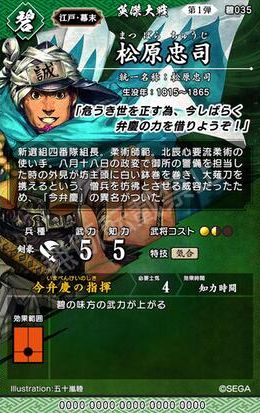 碧
江戸・幕末
英傑大戦
第1弾
碧035
まつばらちゅうじ
松原忠司
統一名称：松原忠司
生没年：1815～1865
誠
「危うき世を正す為、今しばらく
弁慶の力を借りようぞ！」
新選組四番隊組長。柔術師範。北辰心要流柔術の
使い手。八月十八日の政変で御所の警備を担当し
た時の外見が坊主頭に白い鉢巻を巻き、大薙刀を
携えるという、僧兵を彷彿とさせる威容だったた
め、「今弁慶」の異名がついた。
兵種 武力 知力 武将コスト
剣豪 5 5 特技 気合
いまべんけいのしき 必要士気 効果時間
今弁慶の指揮 4 知力時間
効果範囲
碧の味方の武力が上がる
Illustration:五十嵐睦
©SEGA
0000-0000-0000-0000-0000